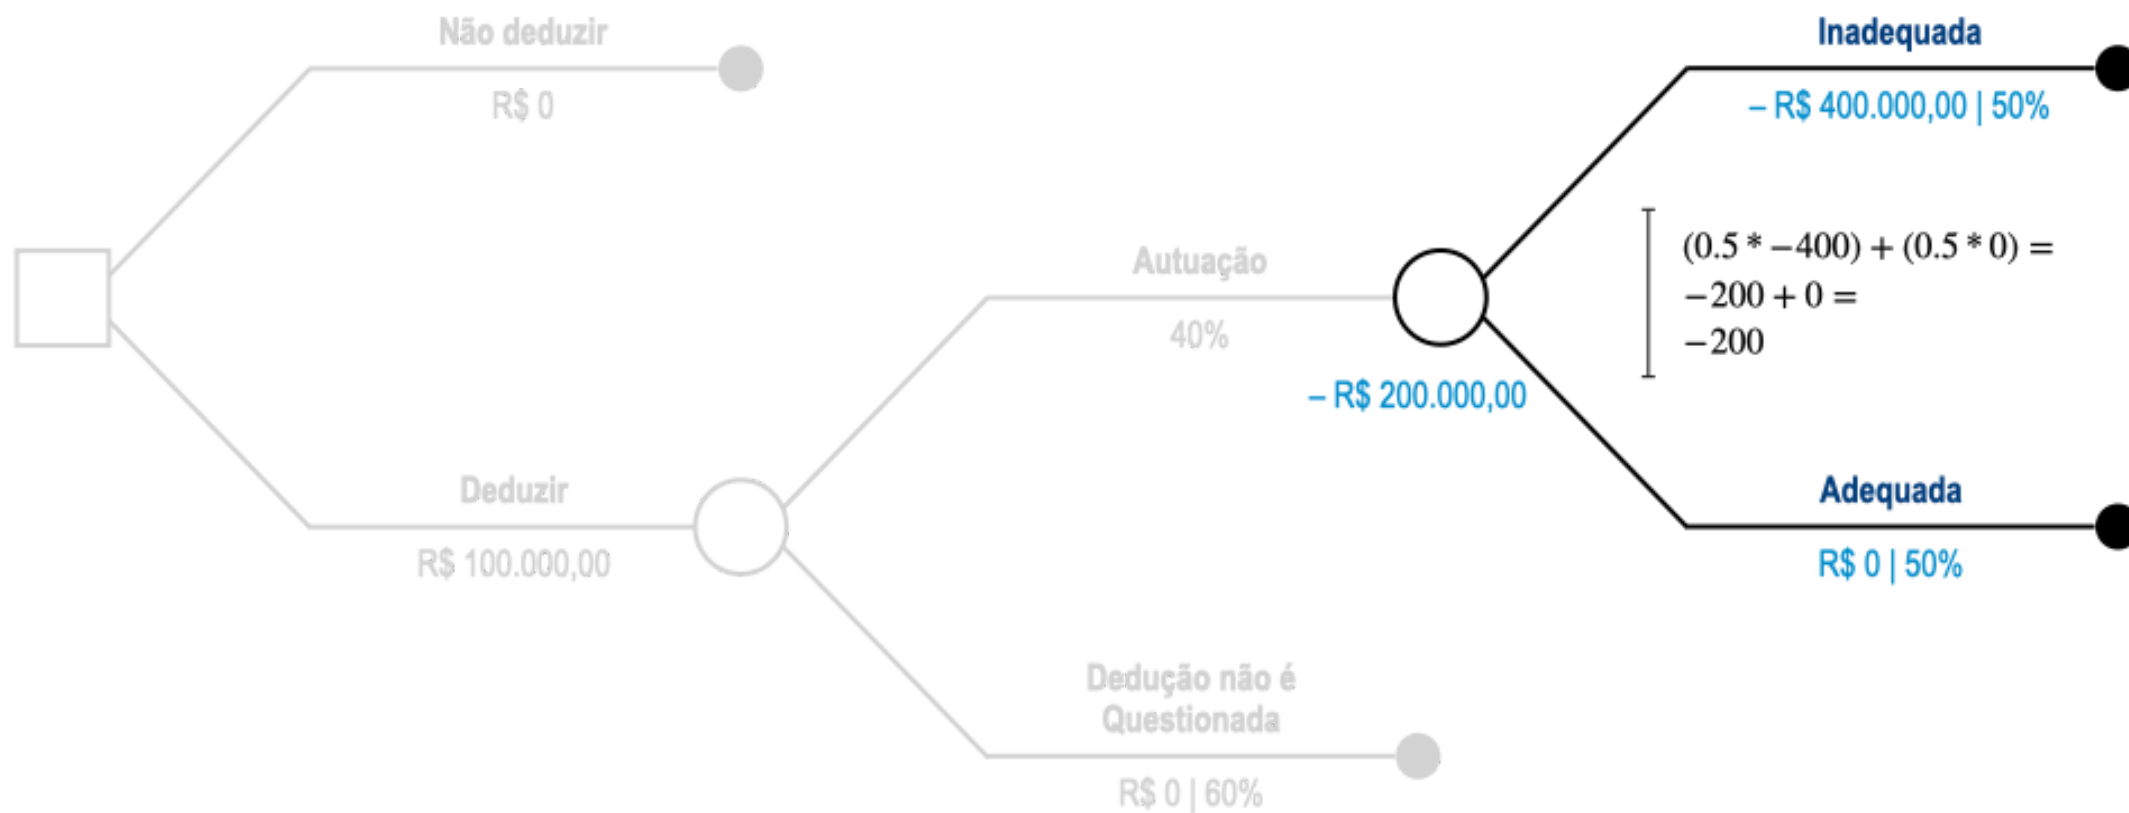 Não deduzir
R$ 0
Inadequada
– R$ 400.000,00 | 50%
Autuação
40%
– R$ 200.000,00
(0.5 * −400) + (0.5 * 0) =
−200 + 0 =
−200
Deduzir
R$ 100.000,00
Adequada
R$ 0 | 50%
Dedução não é
Questionada
R$ 0 | 60%